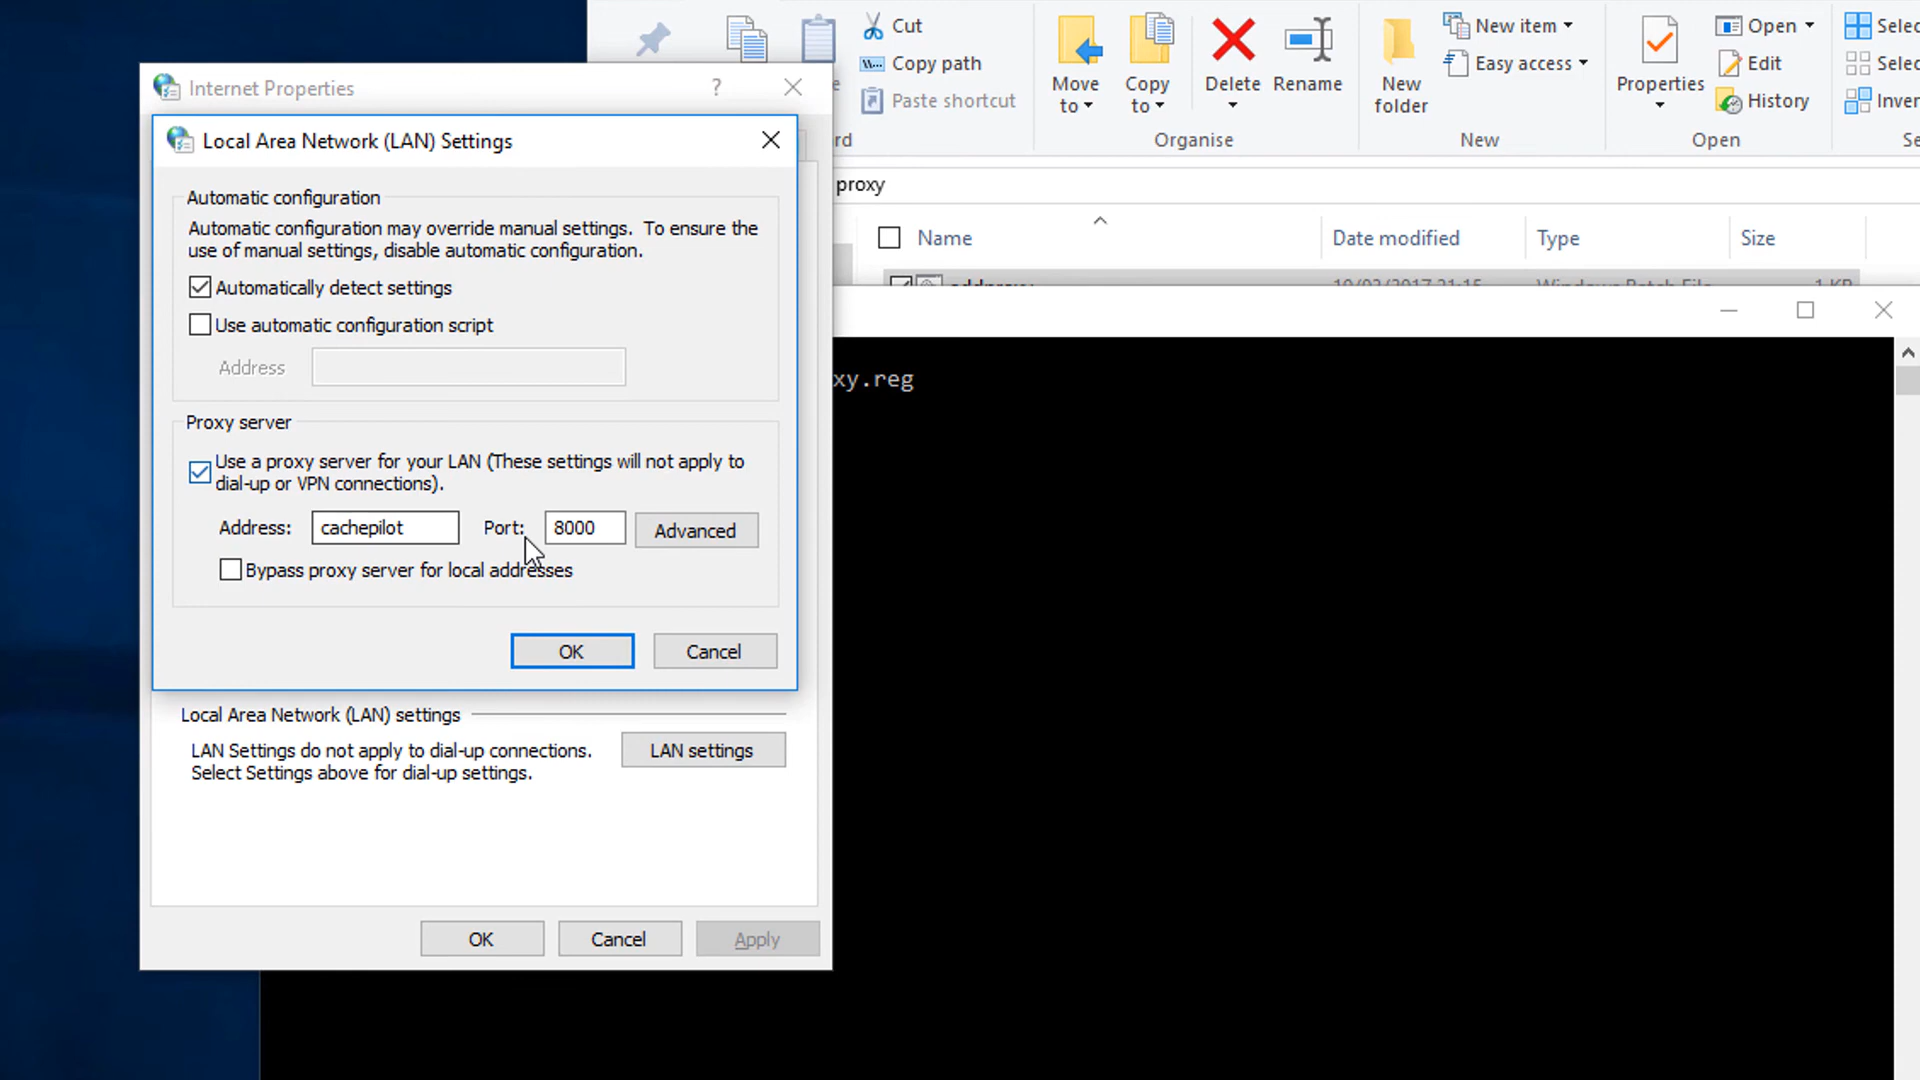 Cut
Copy path
Paste shortcut
Move to
Copy to
Delete
Rename
New folder
New item
Easy access
Properties
Open
Edit
History
Organise
New
Open
proxy
Name
Date modified
Type
Size
xy.reg
Internet Properties
?
Local Area Network (LAN) Settings
Automatic configuration
Automatic configuration may override manual settings. To ensure the
use of manual settings, disable automatic configuration.
Automatically detect settings
Use automatic configuration script
Address
Proxy server
Use a proxy server for your LAN (These settings will not apply to
dial-up or VPN connections).
Address: cachepilot Port: 8000 Advanced
Bypass proxy server for local addresses
OK Cancel
Local Area Network (LAN) settings
LAN Settings do not apply to dial-up connections.
Select Settings above for dial-up settings.
LAN settings
OK Cancel Apply